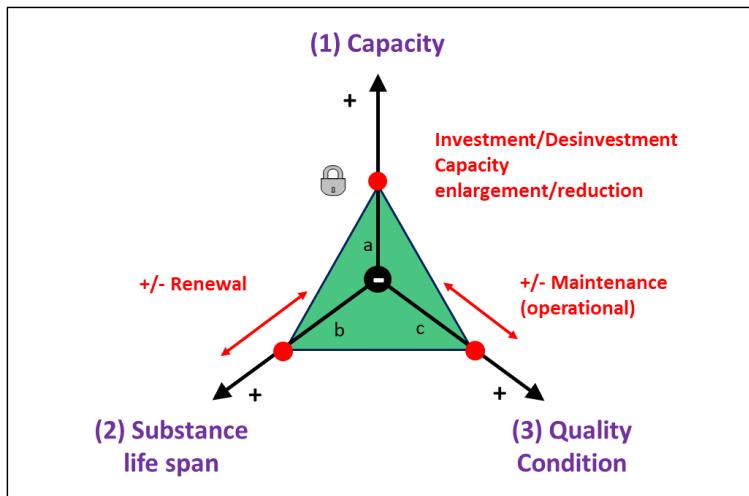 (1) Capacity
+
Investment/Desinvestment
Capacity
enlargement/reduction
a
-
+/- Renewal
+/- Maintenance
(operational)
b
c
+
+
(2) Substance
life span
(3) Quality
Condition